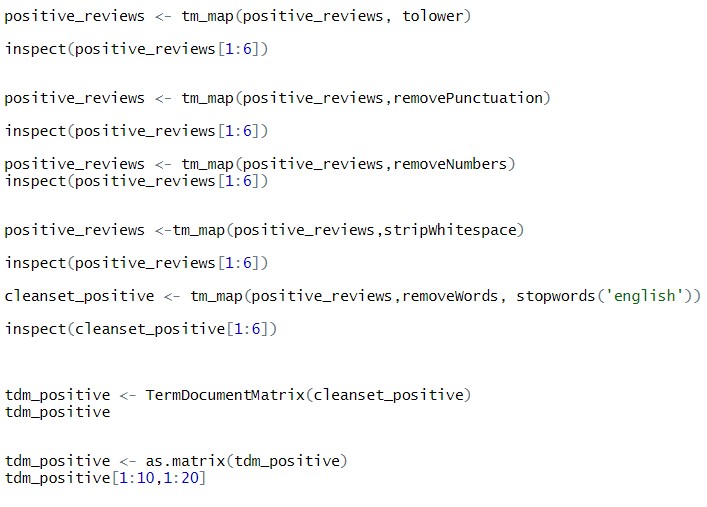 positive_reviews <- tm_map(positive_reviews, tolower)
inspect(positive_reviews[1:6])
positive_reviews <- tm_map(positive_reviews,removePunctuation)
inspect(positive_reviews[1:6])
positive_reviews <- tm_map(positive_reviews,removeNumbers)
inspect(positive_reviews[1:6])
positive_reviews <-tm_map(positive_reviews,stripWhitespace)
inspect(positive_reviews[1:6])
cleanset_positive <- tm_map(positive_reviews,removeWords, stopwords('english'))
inspect(cleanset_positive[1:6])
tdm_positive <- TermDocumentMatrix(cleanset_positive)
tdm_positive
tdm_positive <- as.matrix(tdm_positive)
tdm_positive[1:10,1:20]